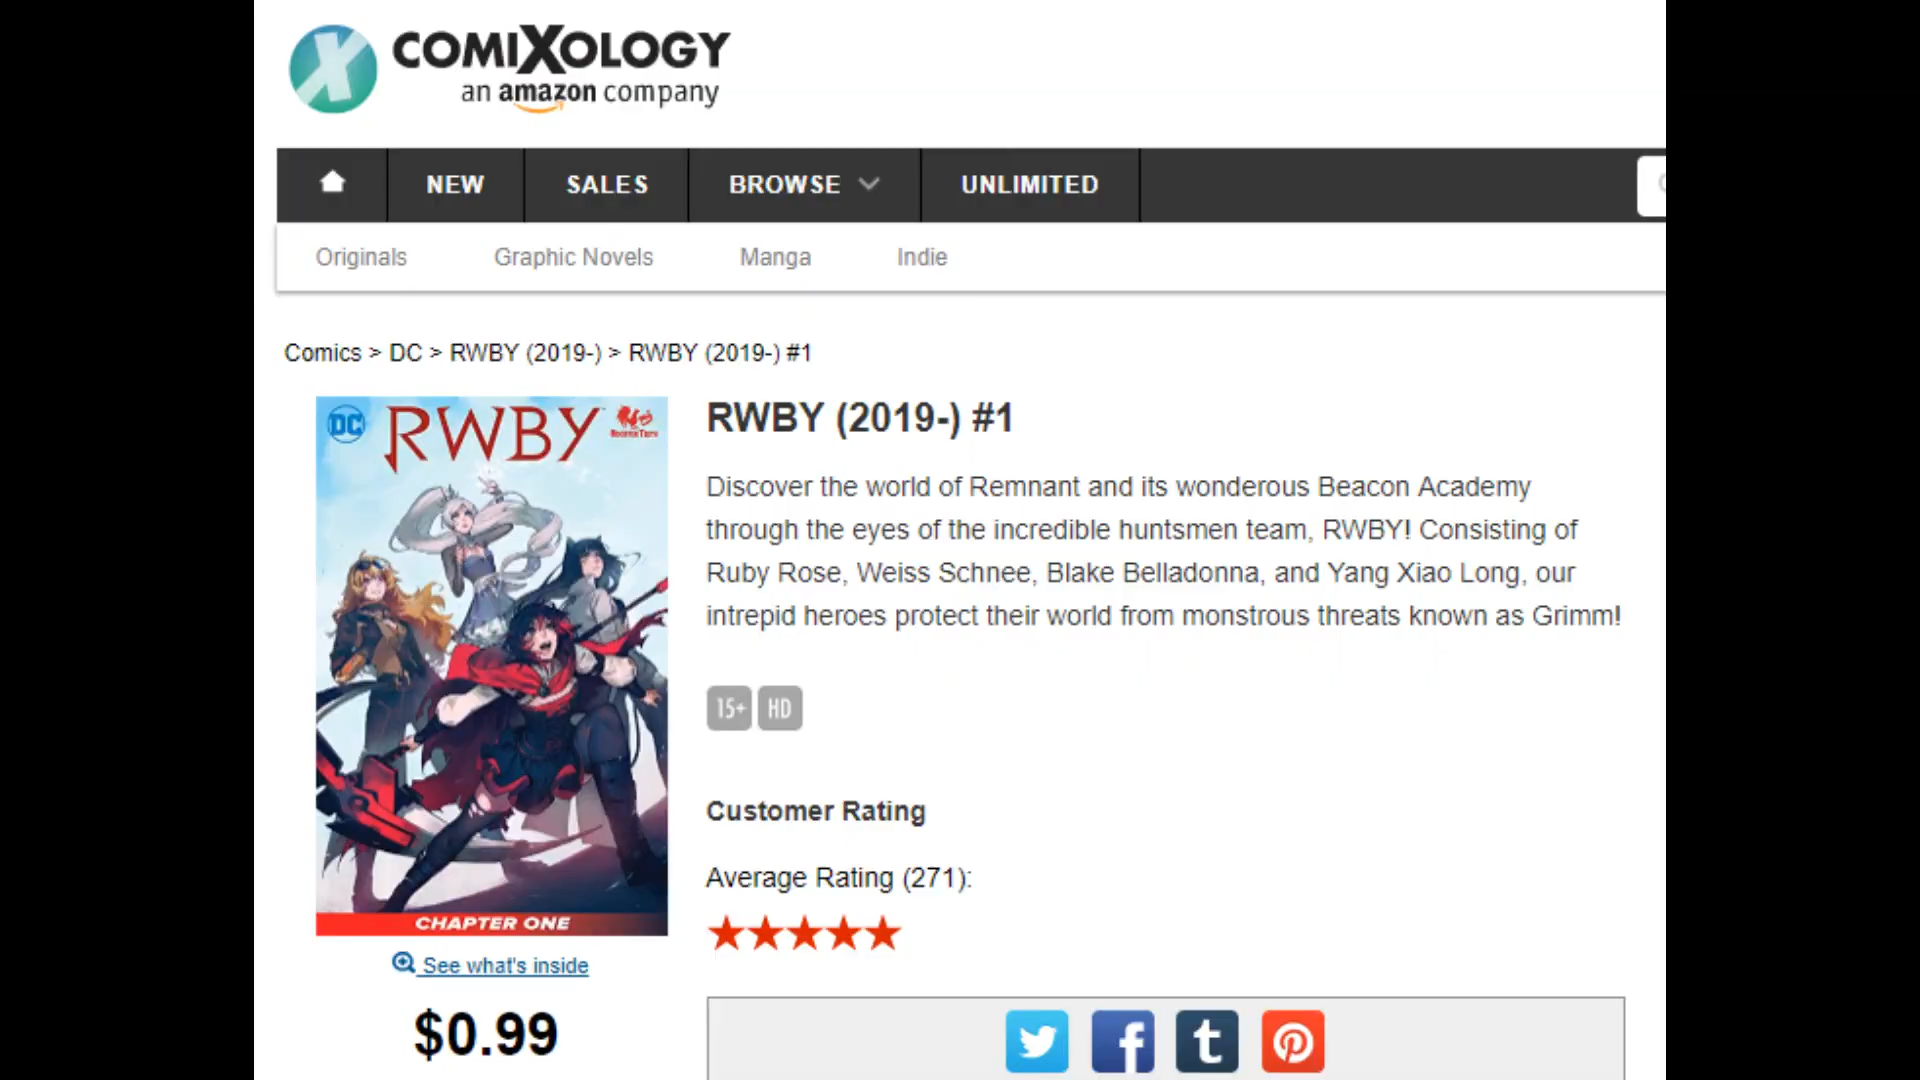 COMIXOLOGY
an amazon company
NEW SALES BROWSE UNLIMITED
Originals Graphic Novels Manga Indie
Comics > DC > RWBY (2019-) > RWBY (2019-) #1
DC RWBY ROOSTER TEETH
CHAPTER ONE
See what's inside
$0.99
RWBY (2019-) #1
Discover the world of Remnant and its wonderous Beacon Academy
through the eyes of the incredible huntsmen team, RWBY! Consisting of
Ruby Rose, Weiss Schnee, Blake Belladonna, and Yang Xiao Long, our
intrepid heroes protect their world from monstrous threats known as Grimm!
15+ HD
Customer Rating
Average Rating (271):